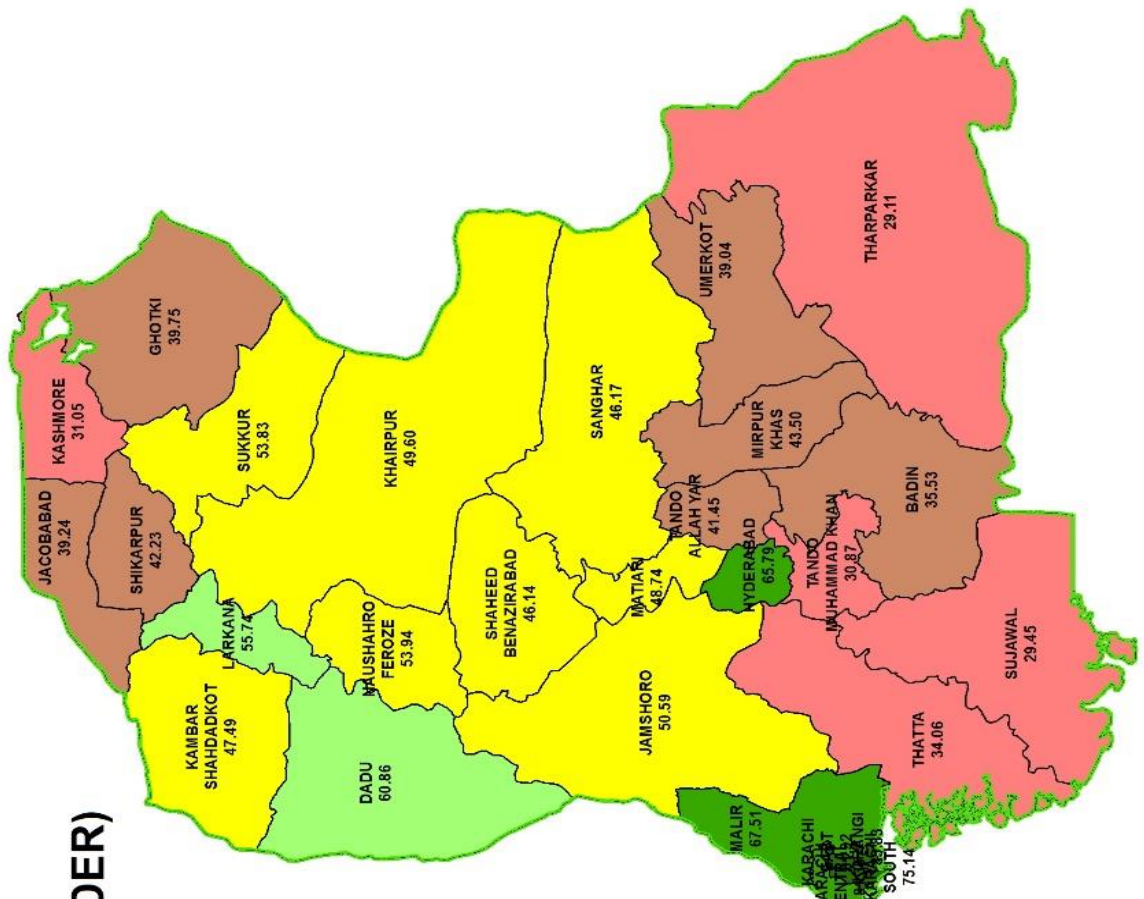 DER)
KASHMORE
31.05
JACOBABAD
39.24
GHOTKI
39.75
SHIKARPUR
42.23
SUKKUR
53.83
LARKANA
55.74
KAMBAR
SHAHDADKOT
47.49
KHAIRPUR
49.60
NAUSHAHRO
FEROZE
53.94
DADU
60.86
SHAHEED
BENAZIRABAD
46.14
SANGHAR
46.17
MATIARI
48.74
JAMSHORO
50.59
TANDO
ALLAH YAR
41.45
HYDERABAD
65.79
UMERKOT
39.04
MIRPUR
KHAS
43.50
THARPARKAR
29.11
TANDO
MUHAMMAD KHAN
30.87
BADIN
35.53
SUJAWAL
29.45
THATTA
34.06
MALIR
67.51
KARACHI
SOUTH
75.14